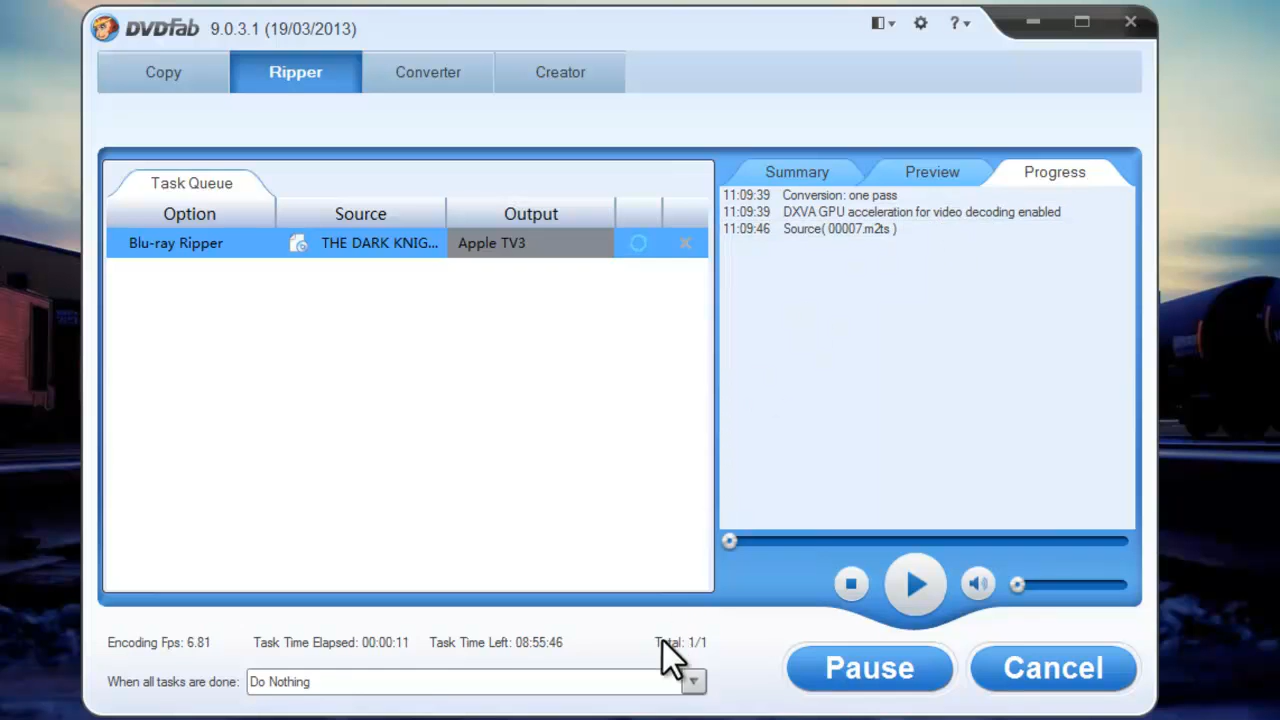 DVDFab 9.0.3.1 (19/03/2013)
?
Copy
Ripper
Converter
Creator
Task Queue
Option Source Output
Blu-ray Ripper THE DARK KNIG... Apple TV3
Summary
Preview
Progress
11:09:39 Conversion: one pass
11:09:39 DXVA GPU acceleration for video decoding enabled
11:09:46 Source( 00007.m2ts )
Encoding Fps: 6.81 Task Time Elapsed: 00:00:11 Task Time Left: 08:55:46 Total: 1/1
When all tasks are done: Do Nothing
Pause
Cancel